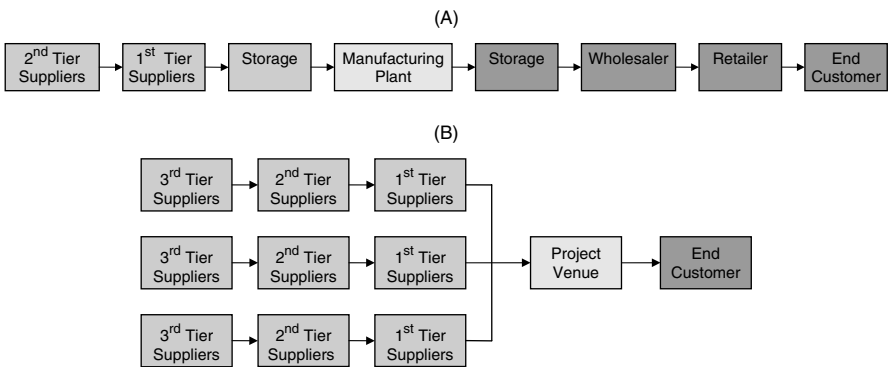 (A)
2nd Tier
Suppliers
1st Tier
Suppliers
Storage
Manufacturing
Plant
Storage
Wholesaler
Retailer
End
Customer
(B)
3rd Tier
Suppliers
2nd Tier
Suppliers
1st Tier
Suppliers
3rd Tier
Suppliers
2nd Tier
Suppliers
1st Tier
Suppliers
Project
Venue
End
Customer
3rd Tier
Suppliers
2nd Tier
Suppliers
1st Tier
Suppliers